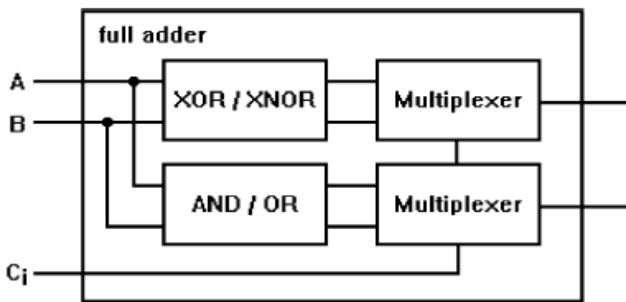 full adder
A
XOR / XNOR
Multiplexer
B
AND / OR
Multiplexer
Ci